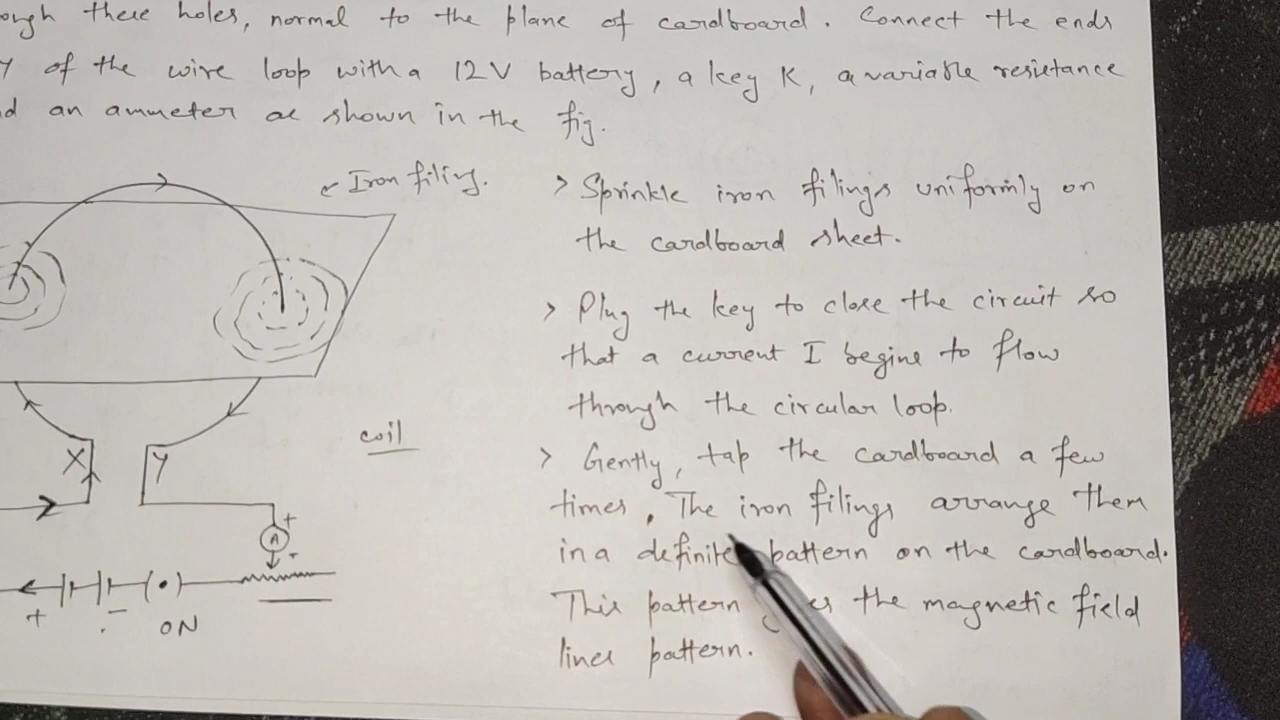 ough these holes, normal to the plane of cardboard. Connect the ends
Y of the wire loop with a 12V battery, a key K, a variable resistance
nd an ammeter as shown in the fig.
Iron filing.
> Sprinkle iron filings uniformly on
the cardboard sheet.
> Plug the key to close the circuit so
that a current I begins to flow
through the circular loop.
coil
> Gently, tap the cardboard a few
times. The iron filings arrange them
in a definite pattern on the cardboard.
This pattern the magnetic field
lines pattern.
X Y
+
A
-
+ - ON